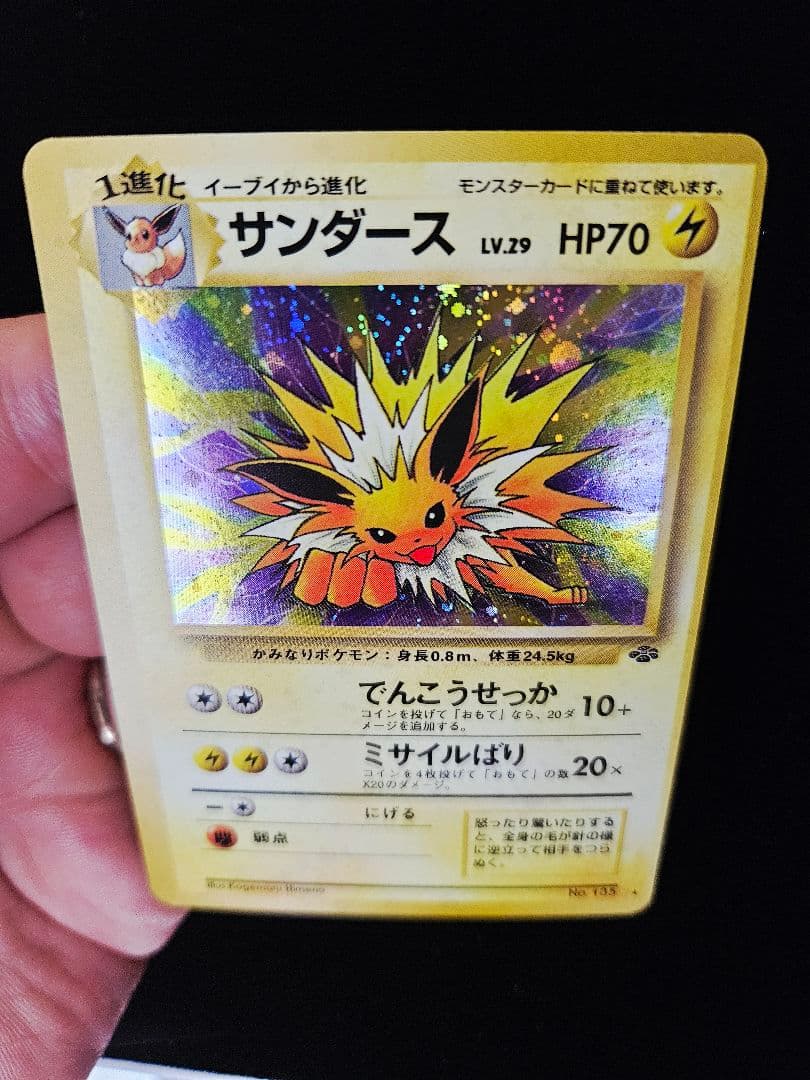 1進化 イーブイから進化 モンスターカードに重ねて使います。
サンダース LV.29 HP70
かみなりポケモン：身長0.8m、体重24.5kg
でんこうせっか 10+
コインを投げて「おもて」なら、20ダ
メージを追加する。
ミサイルばり 20×
コインを4枚投げて「おもて」の数
X20のダメージ。
にげる
弱点
怒ったり驚いたりする
と、全身の毛が針の様
に逆立って相手をつら
ぬく。
Illus. Kagemaru Himeno No. 135